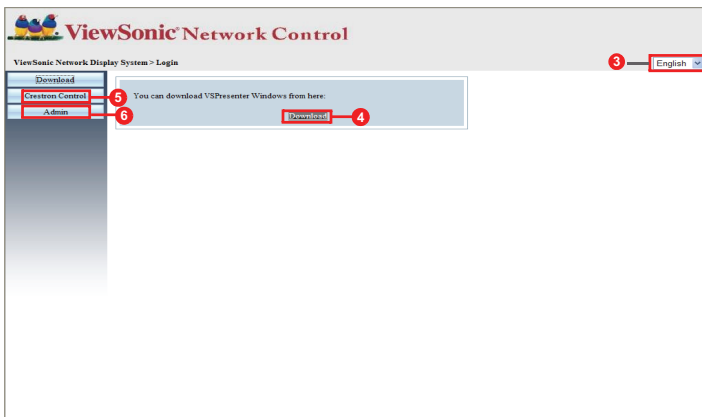 ViewSonic® Network Control
ViewSonic Network Display System > Login
3
English
Download
Crestron Control
5
Admin
6
You can download VSPresenter Windows from here:
Download
4